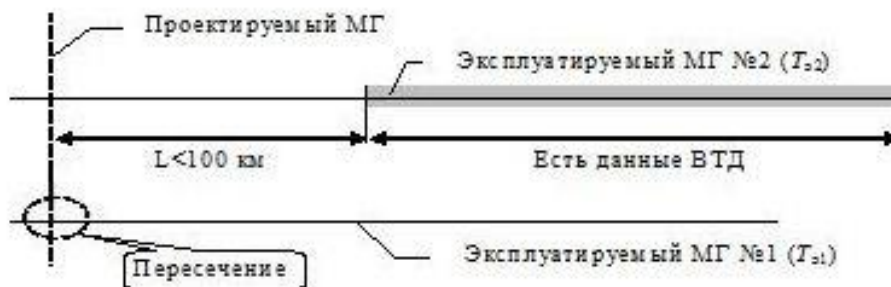 Проектируемый МГ
Эксплуатируемый МГ №2 (Tэ2)
L<100 км
Есть данные ВТД
Эксплуатируемый МГ №1 (Tэ1)
Пересечение